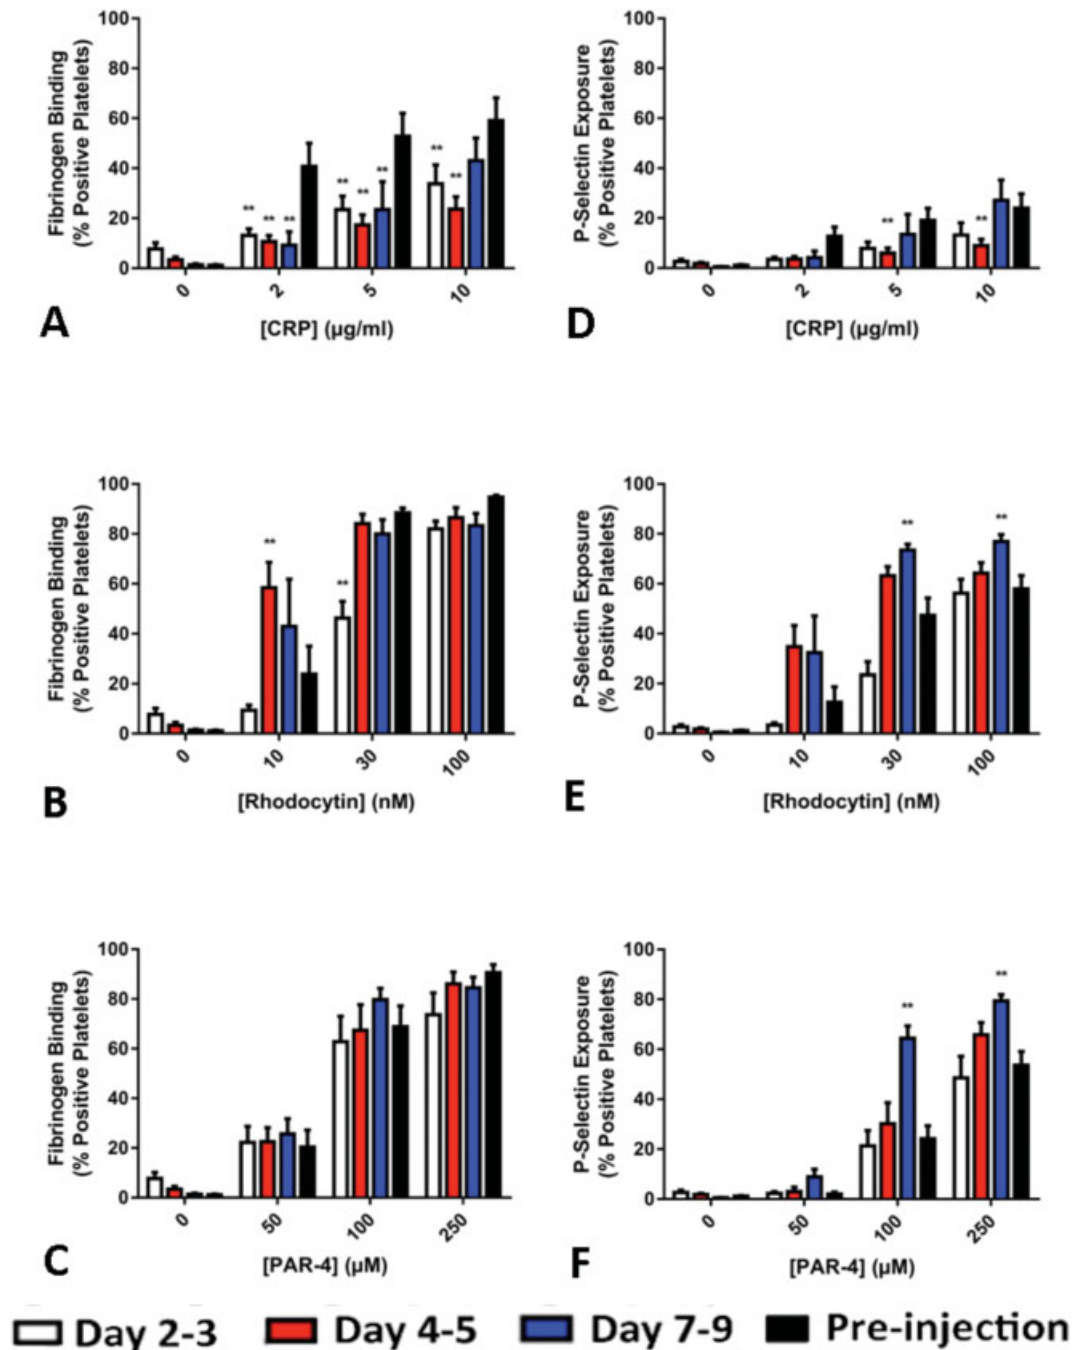 Fibrinogen Binding
(% Positive Platelets)
100
80
60
40
20
0
** ** ** ** ** ** ** **
0 2 5 10
[CRP] (µg/ml)
A
P-Selectin Exposure
(% Positive Platelets)
100
80
60
40
20
0
** **
0 2 5 10
[CRP] (µg/ml)
D
Fibrinogen Binding
(% Positive Platelets)
100
80
60
40
20
0
** **
0 10 30 100
[Rhodocytin] (nM)
B
P-Selectin Exposure
(% Positive Platelets)
100
80
60
40
20
0
** **
0 10 30 100
[Rhodocytin] (nM)
E
Fibrinogen Binding
(% Positive Platelets)
100
80
60
40
20
0
0 50 100 250
[PAR-4] (µM)
C
P-Selectin Exposure
(% Positive Platelets)
100
80
60
40
20
0
** **
0 50 100 250
[PAR-4] (µM)
F
Day 2-3 Day 4-5 Day 7-9 Pre-injection